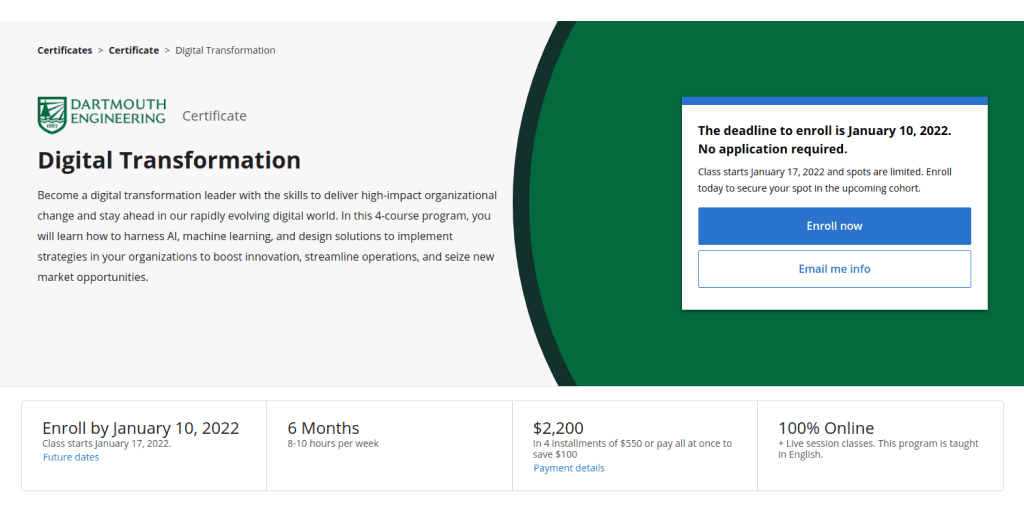 Certificates > Certificate > Digital Transformation
DARTMOUTH
ENGINEERING
Certificate
Digital Transformation
Become a digital transformation leader with the skills to deliver high-impact organizational
change and stay ahead in our rapidly evolving digital world. In this 4-course program, you
will learn how to harness AI, machine learning, and design solutions to implement
strategies in your organizations to boost innovation, streamline operations, and seize new
market opportunities.
The deadline to enroll is January 10, 2022.
No application required.
Class starts January 17, 2022 and spots are limited. Enroll
today to secure your spot in the upcoming cohort.
Enroll now
Email me info
Enroll by January 10, 2022
Class starts January 17, 2022.
Future dates
6 Months
8-10 hours per week
$2,200
In 4 installments of $550 or pay all at once to
save $100
Payment details
100% Online
+ Live session classes. This program is taught
in English.